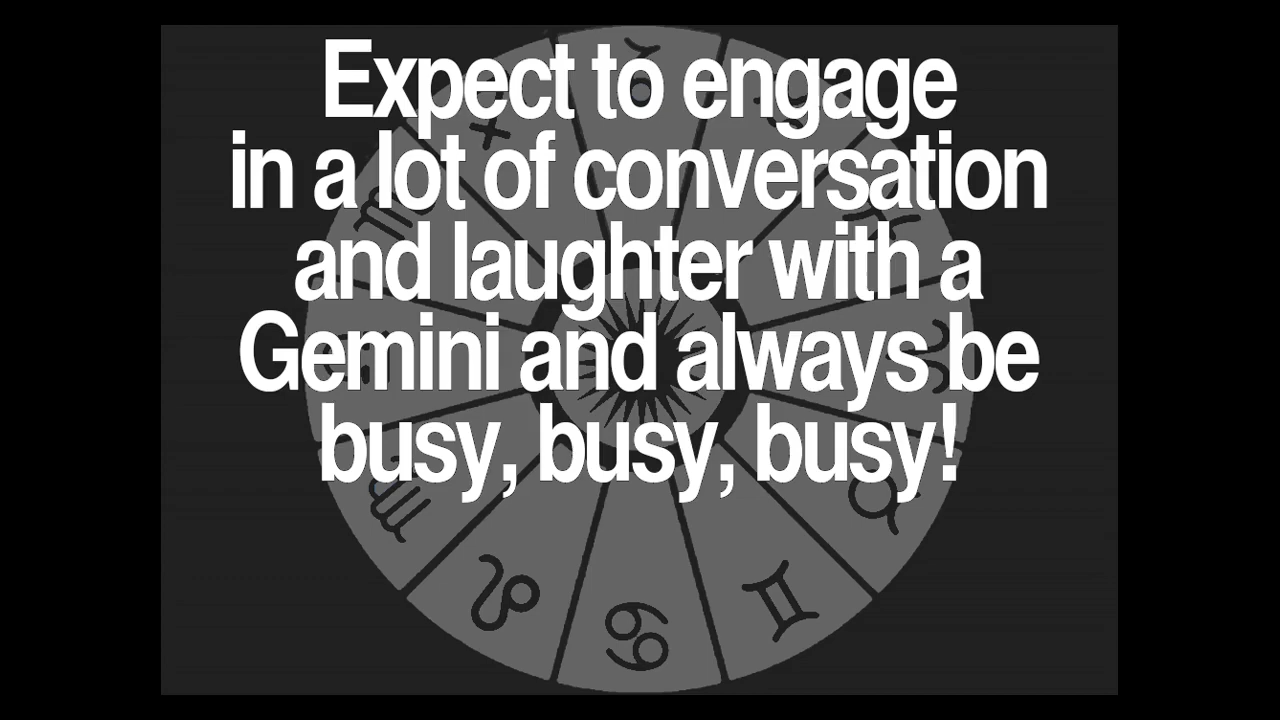 Expect to engage
in a lot of conversation
and laughter with a
Gemini and always be
busy, busy, busy!